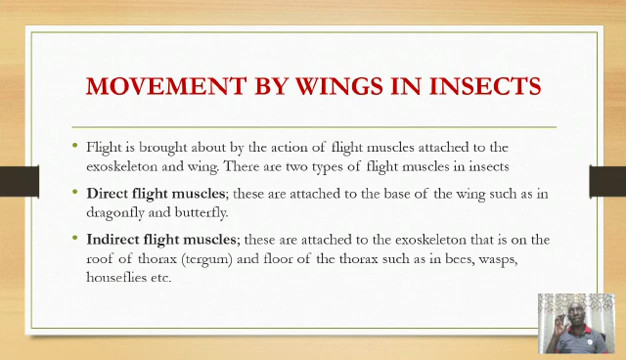 MOVEMENT BY WINGS IN INSECTS
Flight is brought about by the action of flight muscles attached to the
exoskeleton and wing. There are two types of flight muscles in insects
Direct flight muscles; these are attached to the base of the wing such as in
dragonfly and butterfly.
Indirect flight muscles; these are attached to the exoskeleton that is on the
roof of thorax (tergum) and floor of the thorax such as in bees, wasps,
houseflies etc.